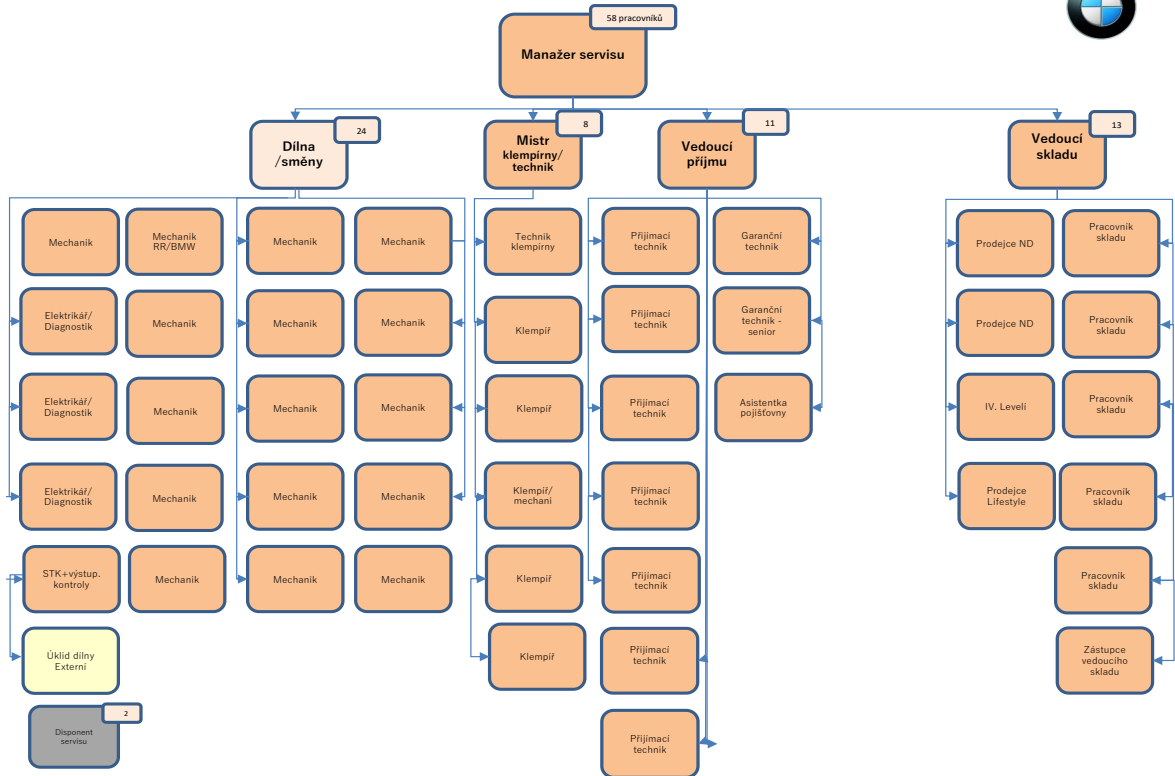 58 pracovníků
Manažer servisu
24
Dílna
/směny
8
Mistr
klempírny/
technik
11
Vedoucí
příjmu
13
Vedoucí
skladu
Mechanik
Mechanik
RR/BMW
Mechanik
Mechanik
Technik
klempírny
Přijímací
technik
Garanční
technik
Prodejce ND
Pracovník
skladu
Elektrikář/
Diagnostik
Mechanik
Mechanik
Mechanik
Klempíř
Přijímací
technik
Garanční
technik -
senior
Prodejce ND
Pracovník
skladu
Elektrikář/
Diagnostik
Mechanik
Mechanik
Mechanik
Klempíř
Přijímací
technik
Asistentka
pojišťovny
IV. Leveli
Pracovník
skladu
Elektrikář/
Diagnostik
Mechanik
Mechanik
Mechanik
Klempíř/
mechani
Přijímací
technik
Prodejce
Lifestyle
Pracovník
skladu
STK+výstup.
kontroly
Mechanik
Mechanik
Mechanik
Klempíř
Přijímací
technik
Pracovník
skladu
Úklid dílny
Externí
Klempíř
Přijímací
technik
Zástupce
vedoucího
skladu
2
Disponent
servisu
Přijímací
technik